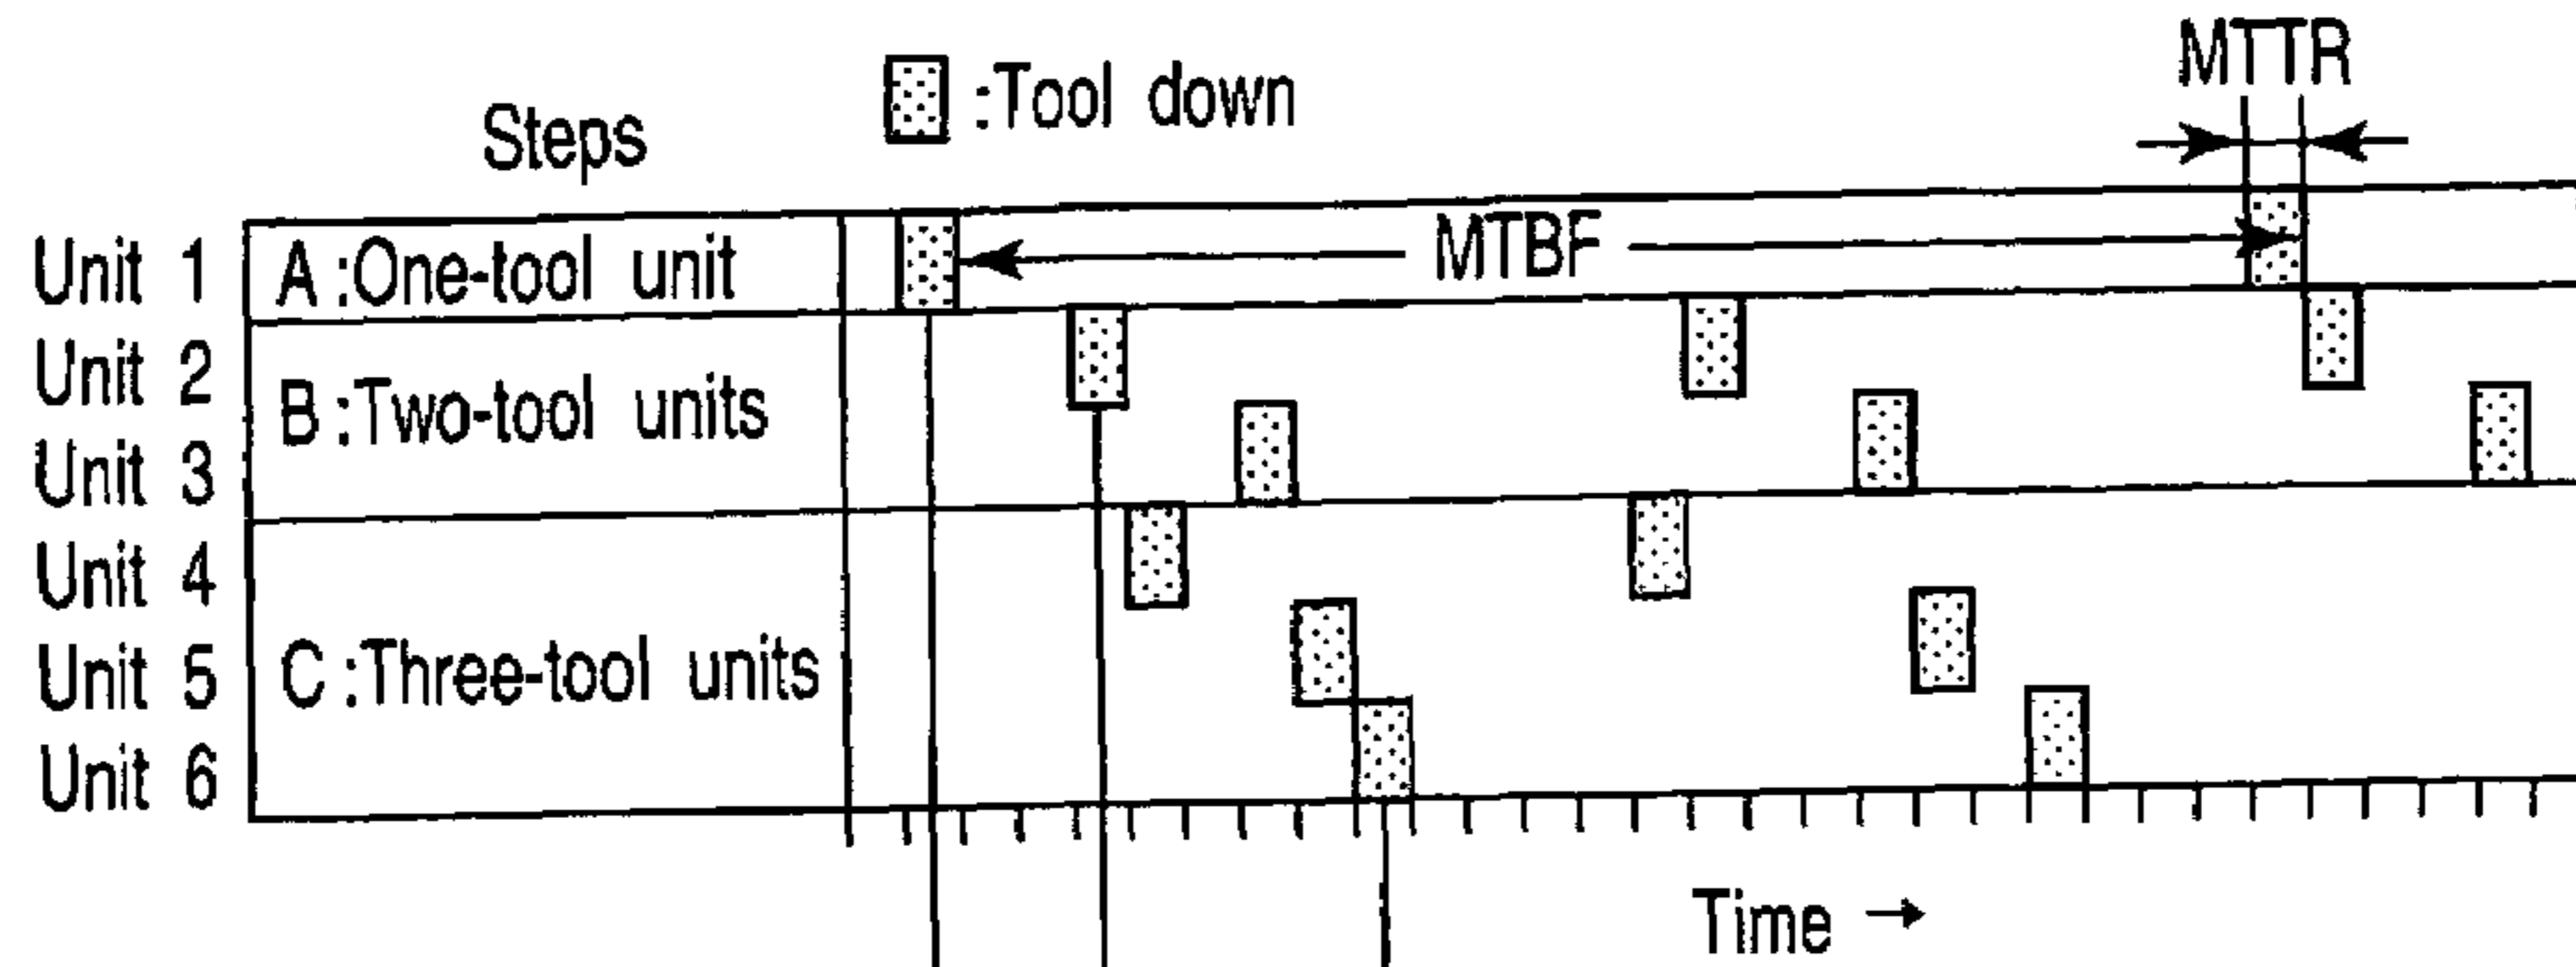 MTTR
:Tool down
Steps
Unit 1 A :One-tool unit MTBF
Unit 2
B :Two-tool units
Unit 3
Unit 4
Unit 5 C :Three-tool units
Unit 6
Time →